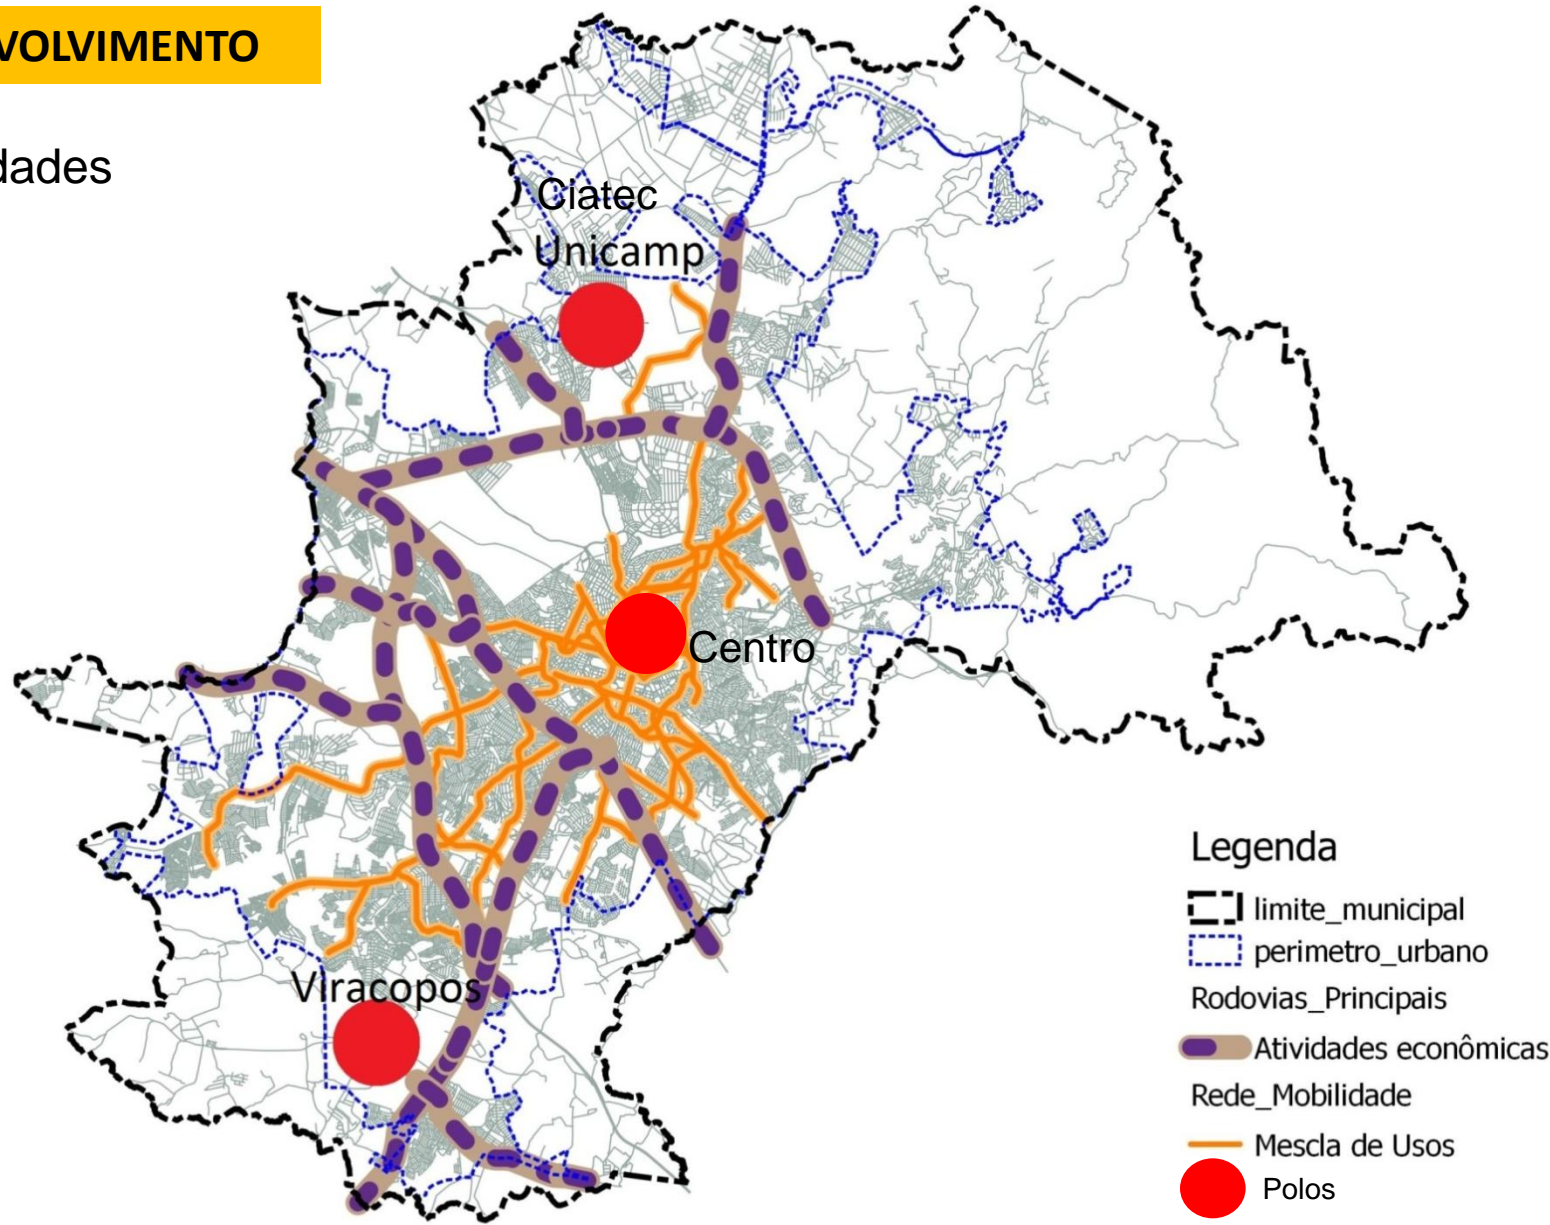 VOLVIMENTO
dades
Ciatec
Unicamp
Centro
Viracopos
Legenda
limite_municipal
perimetro_urbano
Rodovias_Principais
Atividades econômicas
Rede_Mobilidade
Mescla de Usos
Polos